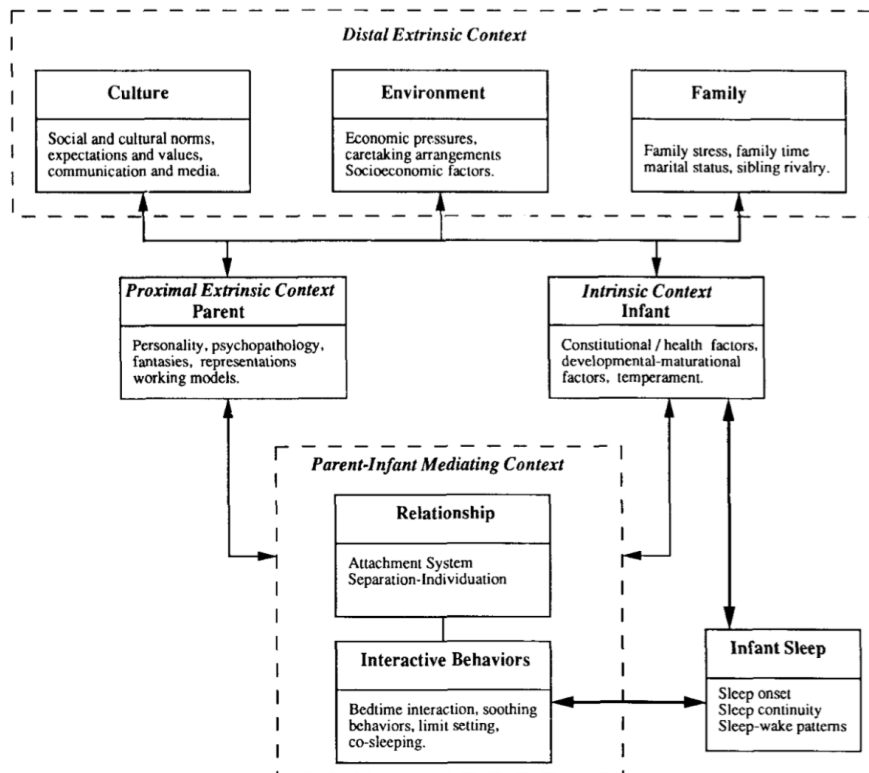 Distal Extrinsic Context
Culture
Social and cultural norms,
expectations and values,
communication and media.
Environment
Economic pressures,
caretaking arrangements
Socioeconomic factors.
Family
Family stress, family time
marital status, sibling rivalry.
Proximal Extrinsic Context
Parent
Personality, psychopathology,
fantasies, representations
working models.
Intrinsic Context
Infant
Constitutional / health factors,
developmental-maturational
factors, temperament.
Parent-Infant Mediating Context
Relationship
Attachment System
Separation-Individuation
Interactive Behaviors
Bedtime interaction, soothing
behaviors, limit setting,
co-sleeping.
Infant Sleep
Sleep onset
Sleep continuity
Sleep-wake patterns